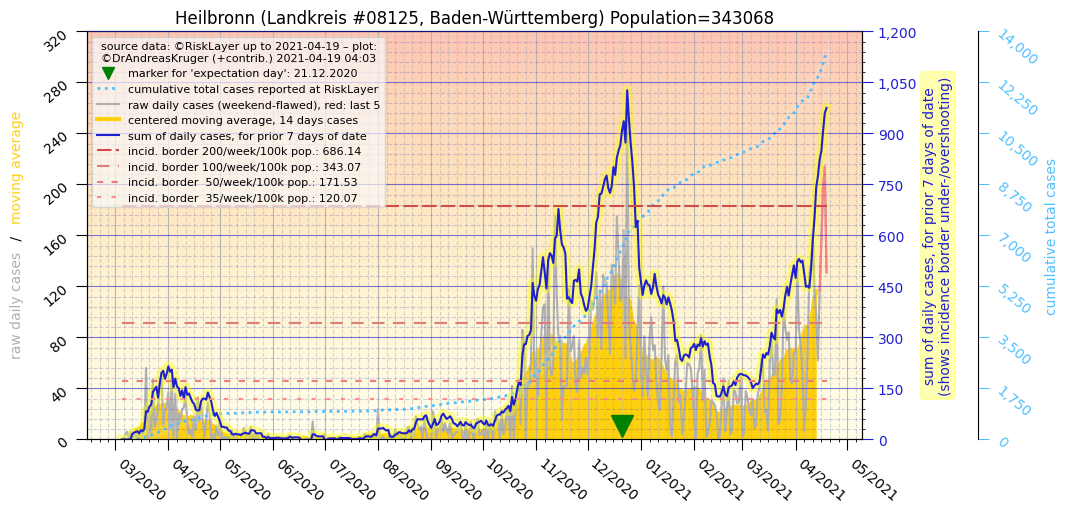 Heilbronn (Landkreis #08125, Baden-Württemberg) Population=343068
source data: ©RiskLayer up to 2021-04-19 – plot:
©DrAndreasKruger (+contrib.) 2021-04-19 04:03
marker for 'expectation day': 21.12.2020
cumulative total cases reported at RiskLayer
raw daily cases (weekend-flawed), red: last 5
centered moving average, 14 days cases
sum of daily cases, for prior 7 days of date
incid. border 200/week/100k pop.: 686.14
incid. border 100/week/100k pop.: 343.07
incid. border  50/week/100k pop.: 171.53
incid. border  35/week/100k pop.: 120.07
raw daily cases / moving average
320
280
240
200
160
120
80
40
0
03/2020
04/2020
05/2020
06/2020
07/2020
08/2020
09/2020
10/2020
11/2020
12/2020
01/2021
02/2021
03/2021
04/2021
05/2021
1,200
1,050
900
750
600
450
300
150
0
sum of daily cases, for prior 7 days of date
(shows incidence border under-/overshooting)
14,000
12,250
10,500
8,750
7,000
5,250
3,500
1,750
0
cumulative total cases